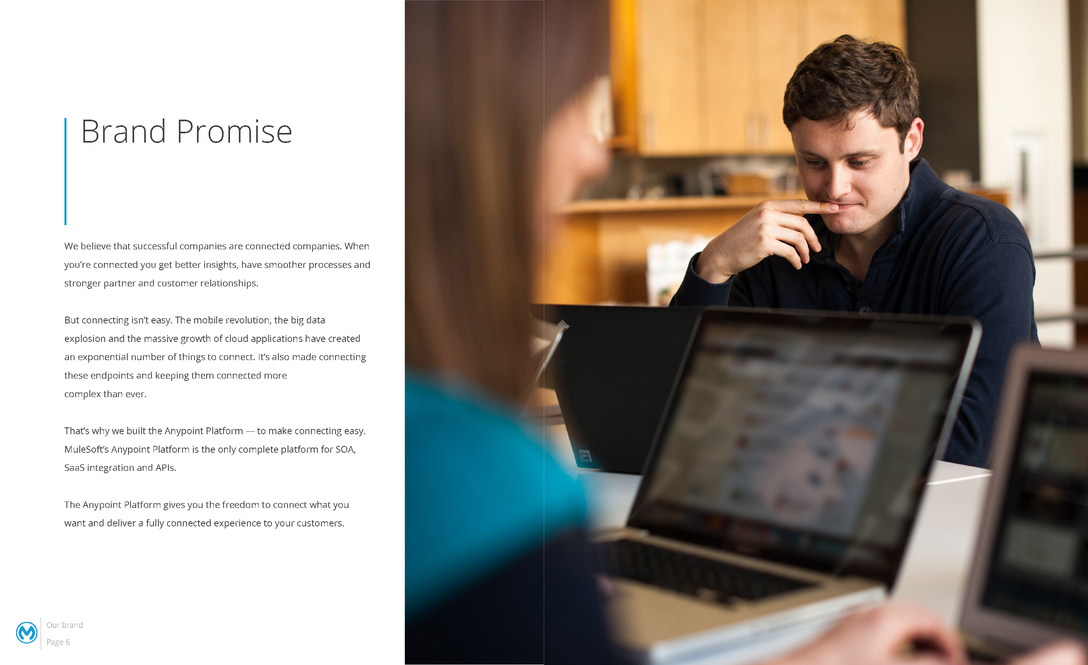 Brand Promise
We believe that successful companies are connected companies. When
you’re connected you get better insights, have smoother processes and
stronger partner and customer relationships.
But connecting isn’t easy. The mobile revolution, the big data
explosion and the massive growth of cloud applications have created
an exponential number of things to connect. It’s also made connecting
these endpoints and keeping them connected more
complex than ever.
That’s why we built the Anypoint Platform — to make connecting easy.
MuleSoft’s Anypoint Platform is the only complete platform for SOA,
SaaS integration and APIs.
The Anypoint Platform gives you the freedom to connect what you
want and deliver a fully connected experience to your customers.
Our brand
Page 6